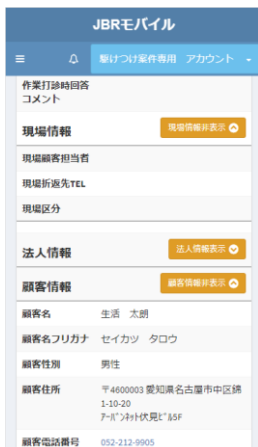 JBRモバイル
駆けつけ案件専用 アカウント
作業打診時回答
コメント
現場情報
現場情報非表示
現場顧客担当者
現場折返先TEL
現場区分
法人情報
法人情報表示
顧客情報
顧客情報非表示
顧客名 生活 太朗
顧客名フリガナ セイカツ タロウ
顧客性別 男性
顧客住所 〒4600003 愛知県名古屋市中区錦
1-10-20
アーバンネット伏見ビル5F
顧客電話番号 052-212-9905